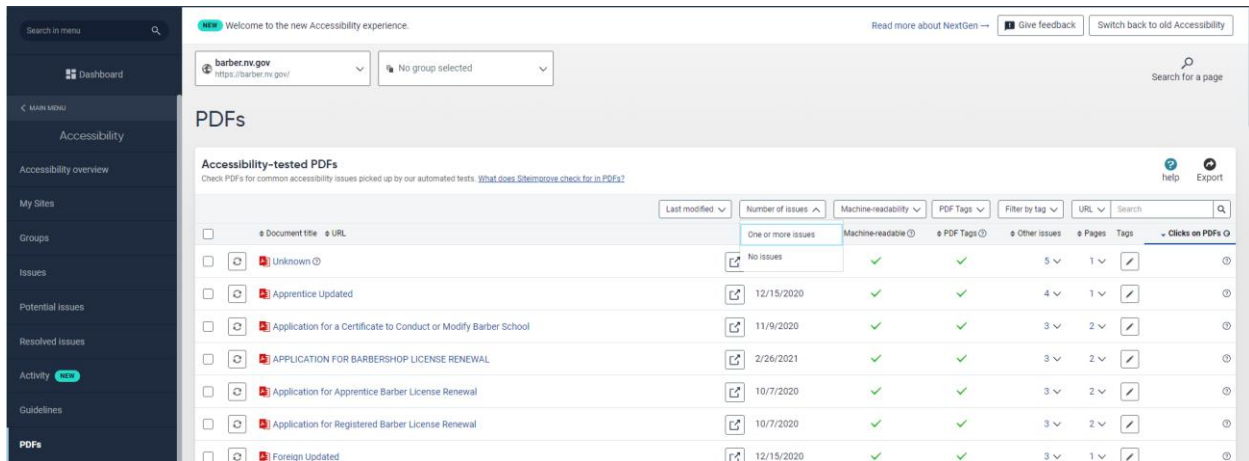 Search in menu
NEW Welcome to the new Accessibility experience.
Read more about NextGen → Give feedback Switch back to old Accessibility
Dashboard
barber.nv.gov
https://barber.nv.gov/
No group selected
Search for a page
< MAIN MENU
Accessibility
PDFs
Accessibility overview
My Sites
Groups
Issues
Potential issues
Resolved issues
Activity NEW
Guidelines
PDFs
Accessibility-tested PDFs
Check PDFs for common accessibility issues picked up by our automated tests. What does Siteimprove check for in PDFs?
help Export
Last modified Number of issues Machine-readability PDF Tags Filter by tag URL Search
One or more issues
No issues
Document title URL Machine-readable PDF Tags Other issues Pages Tags Clicks on PDFs
Unknown 5 1
Apprentice Updated 12/15/2020 4 1
Application for a Certificate to Conduct or Modify Barber School 11/9/2020 3 2
APPLICATION FOR BARBERSHOP LICENSE RENEWAL 2/26/2021 3 2
Application for Apprentice Barber License Renewal 10/7/2020 3 2
Application for Registered Barber License Renewal 10/7/2020 3 2
Foreign Updated 12/15/2020 3 1